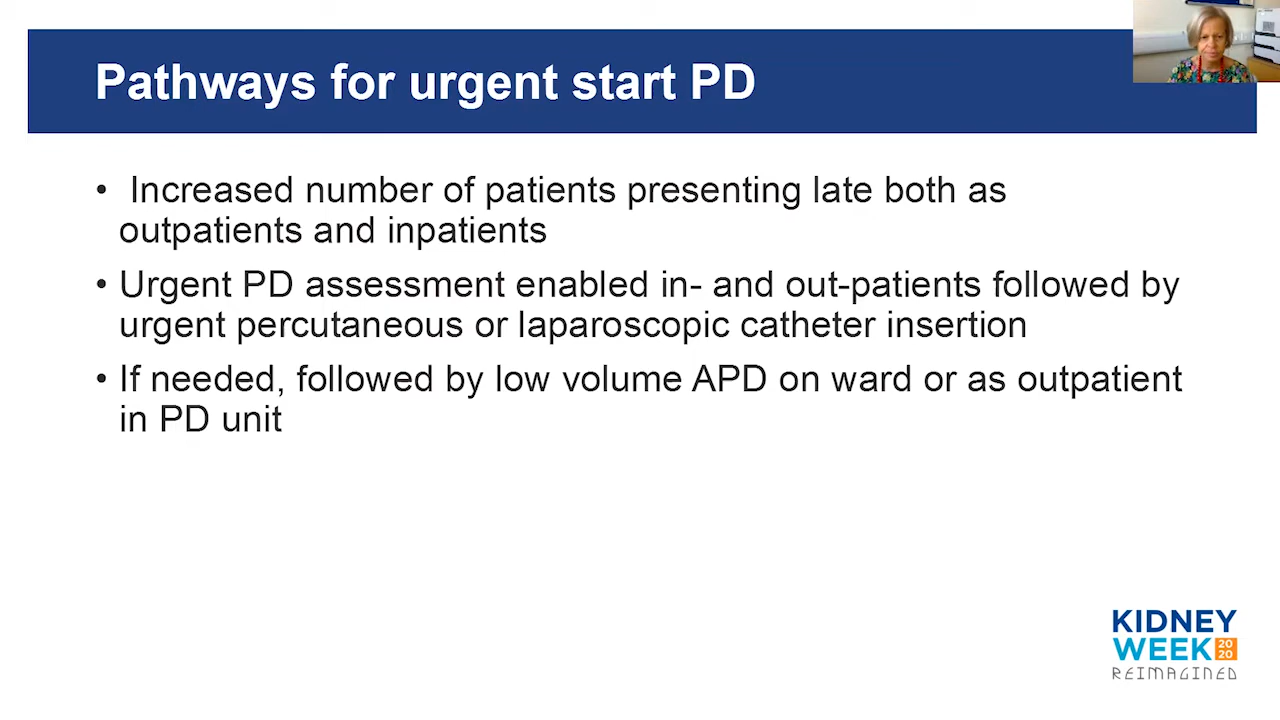 Pathways for urgent start PD
• Increased number of patients presenting late both as
outpatients and inpatients
• Urgent PD assessment enabled in- and out-patients followed by
urgent percutaneous or laparoscopic catheter insertion
• If needed, followed by low volume APD on ward or as outpatient
in PD unit
KIDNEY
WEEK 20 20
REIMAGINED